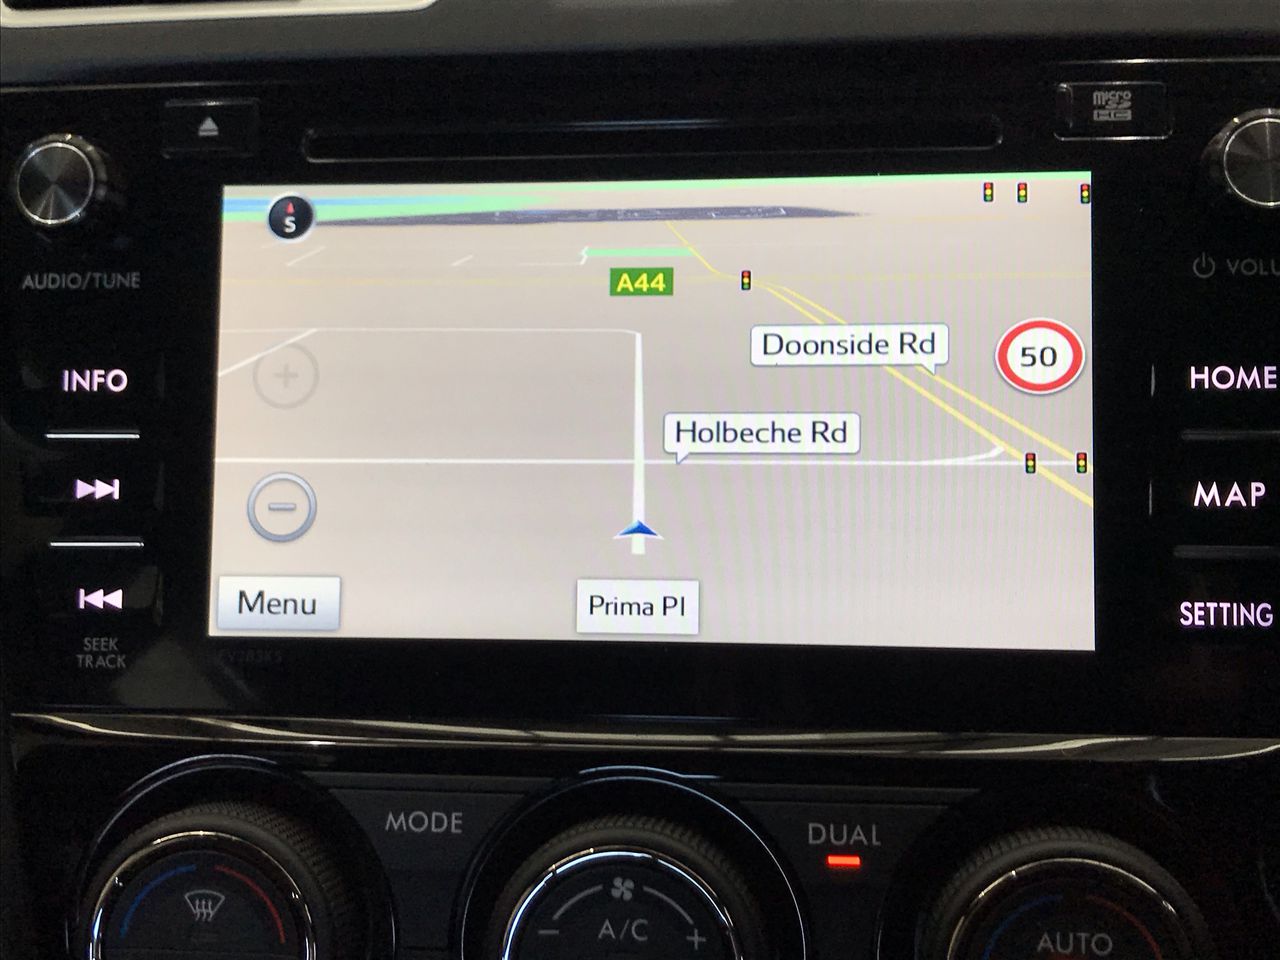 micro
SD
HC
AUDIO/TUNE
VOLU
S
A44
Doonside Rd
50
INFO
HOME
Holbeche Rd
MAP
Menu
Prima Pl
SETTING
SEEK
TRACK
MODE
DUAL
A/C
AUTO